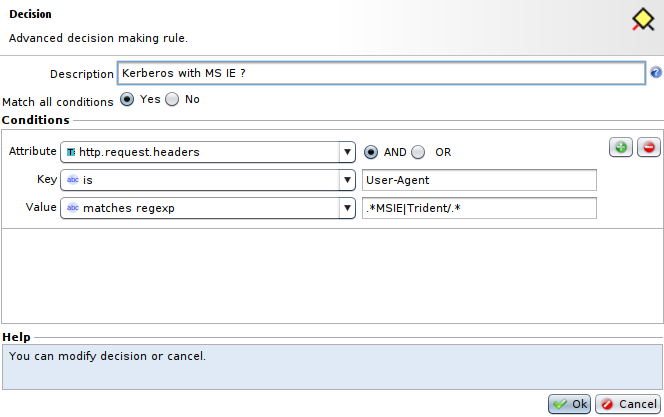 Decision
Advanced decision making rule.
Description Kerberos with MS IE ?
Match all conditions Yes No
Conditions
Attribute http.request.headers AND OR
Key abc is User-Agent
Value abc matches regexp .*MSIE|Trident/.*
Help
You can modify decision or cancel.
Ok Cancel